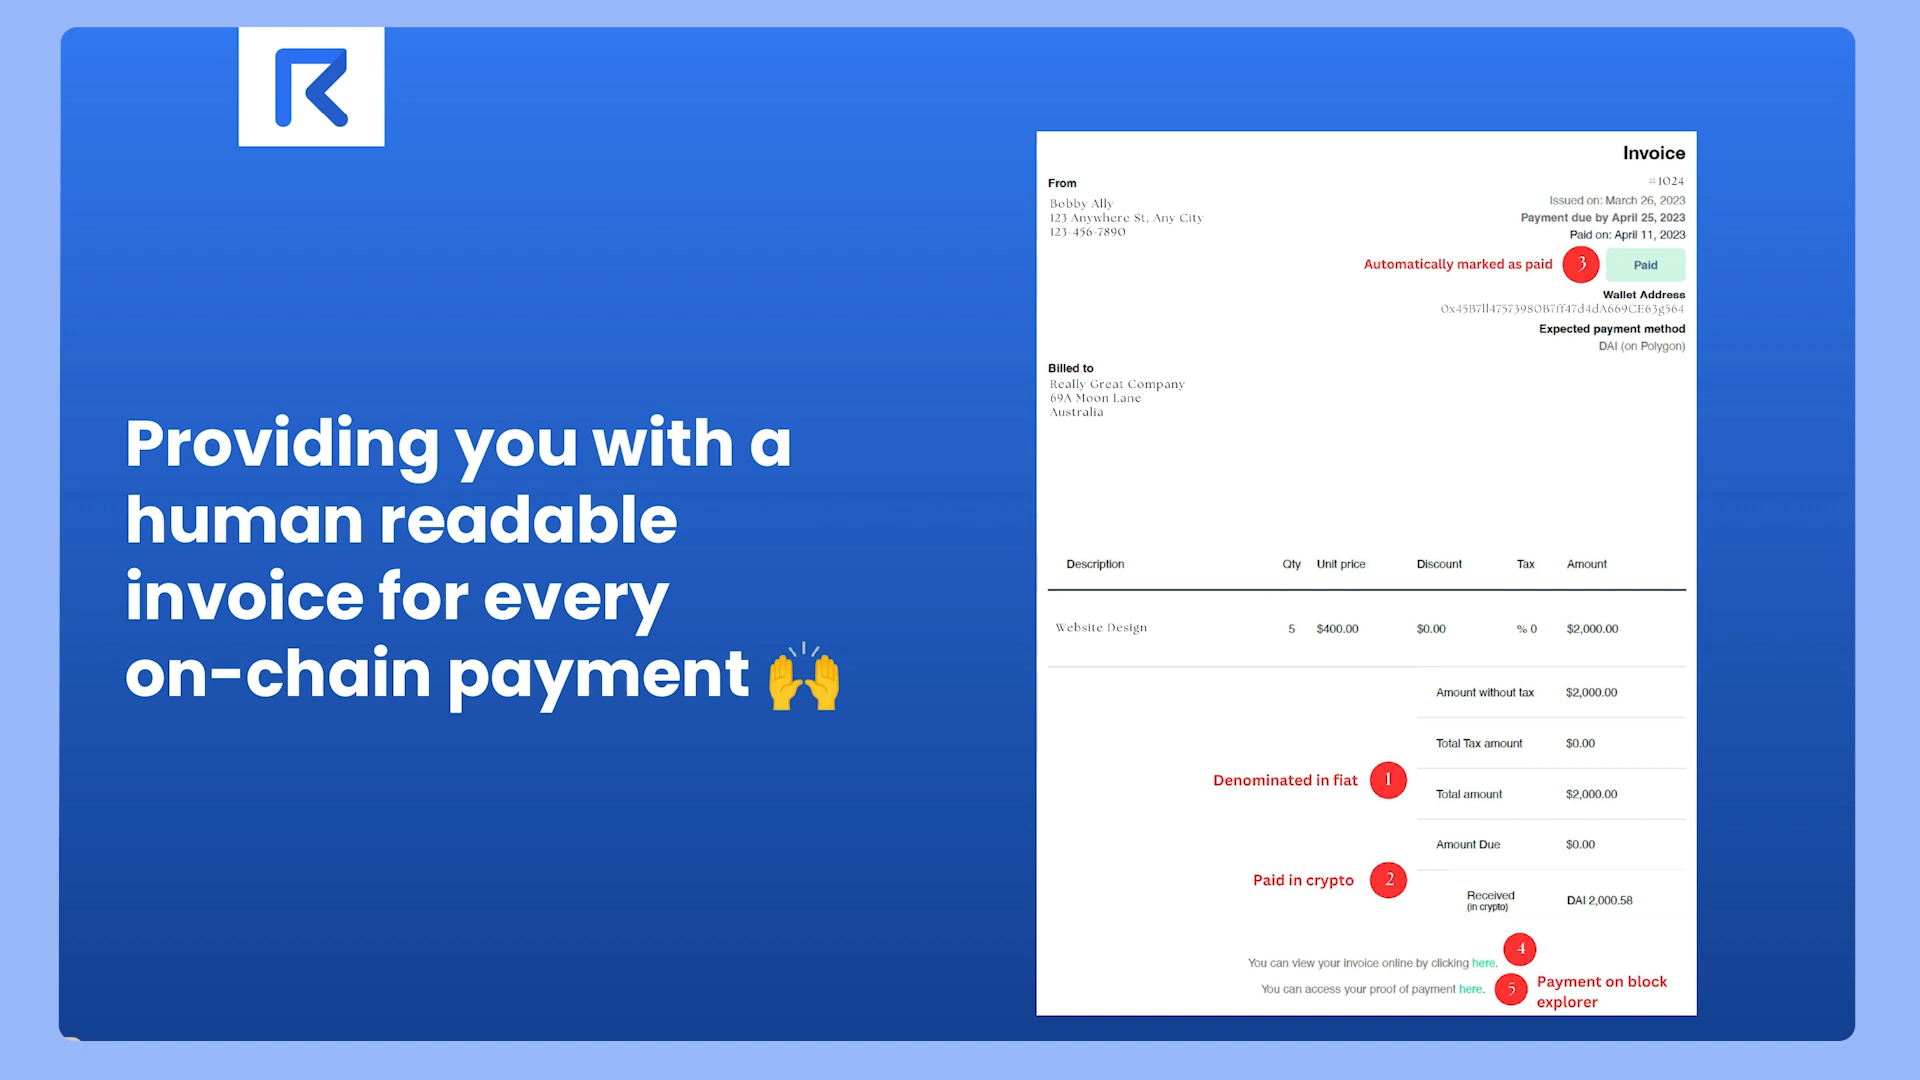 Providing you with a
human readable
invoice for every
on-chain payment 🙌
Invoice
#1024
From
Issued on: March 26, 2023
Bobby Ally
123 Anywhere St, Any City
123-456-7890
Payment due by April 25, 2023
Paid on: April 11, 2023
Automatically marked as paid 3 Paid
Wallet Address
0x45B7ll47573980B7ff47d4dA669CE63g564
Expected payment method
DAI (on Polygon)
Billed to
Really Great Company
69A Moon Lane
Australia
Description Qty Unit price Discount Tax Amount
Website Design 5 $400.00 $0.00 % 0 $2,000.00
Amount without tax $2,000.00
Total Tax amount $0.00
Denominated in fiat 1
Total amount $2,000.00
Amount Due $0.00
Paid in crypto 2
Received DAI 2,000.58
(in crypto)
4
You can view your invoice online by clicking here.
You can access your proof of payment here. 5
Payment on block
explorer